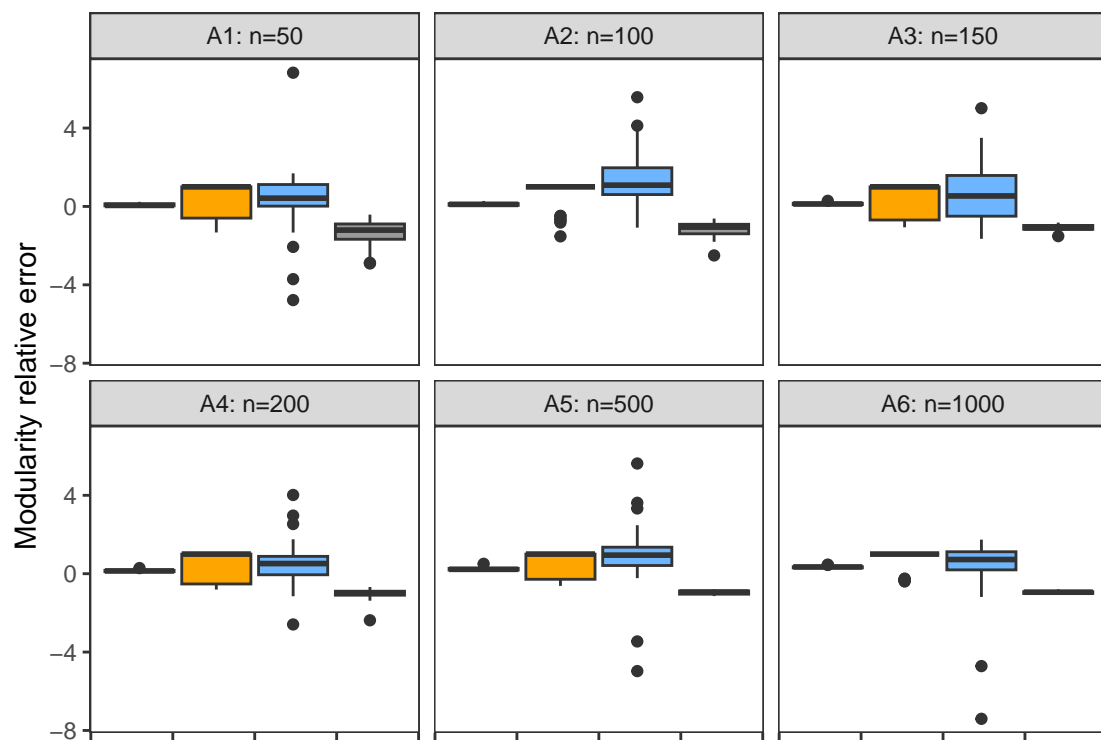 A1: n=50
A2: n=100
A3: n=150
4
0
−4
−8
A4: n=200
A5: n=500
A6: n=1000
4
0
−4
−8
Modularity relative error